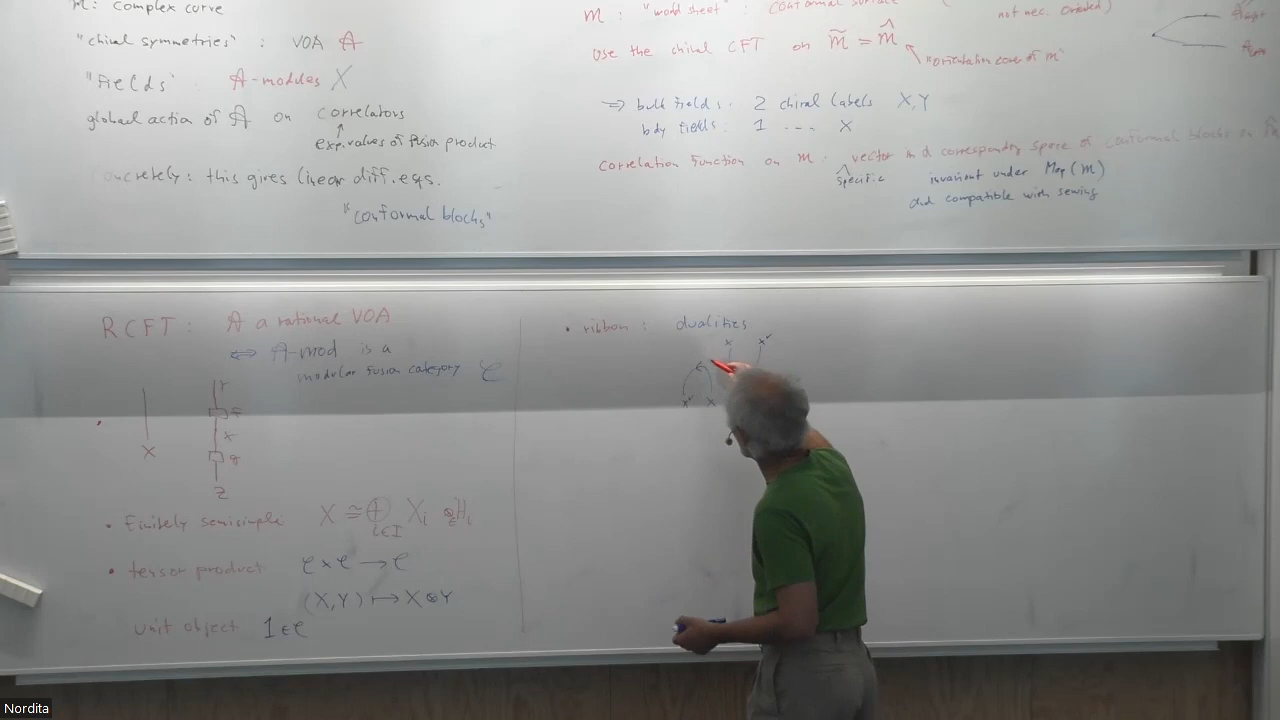 M: complex curve
"chiral symmetries" : VOA A
"Fields" : A-modules X
global action of A on correlators
↑
exp. values of fusion product
Concretely: this gives linear diff. eqs.
"conformal blocks"
M : "world sheet" : conformal surface (
not nec. oriented)
Use the chiral CFT on M̃ = M̂
"orientation cover of M"
⇒ bulk fields: 2 chiral labels X, Y
bdy fields: 1 --- X
Correlation function on M: vector in a corresponding space of conformal blocks on
specific invariant under Map(M)
and compatible with sewing
RCFT: A a rational VOA
⇔ A-mod is a
modular fusion category C
X
Y
f
X
g
Z
• Finitely semisimple X ≅ ⊕ i∈I Xi ⊗
• tensor product C × C → C
(X,Y) ↦ X⊗Y
unit object 1 ∈ C
• ribbon: dualities
X X^v
X^v X
Nordita